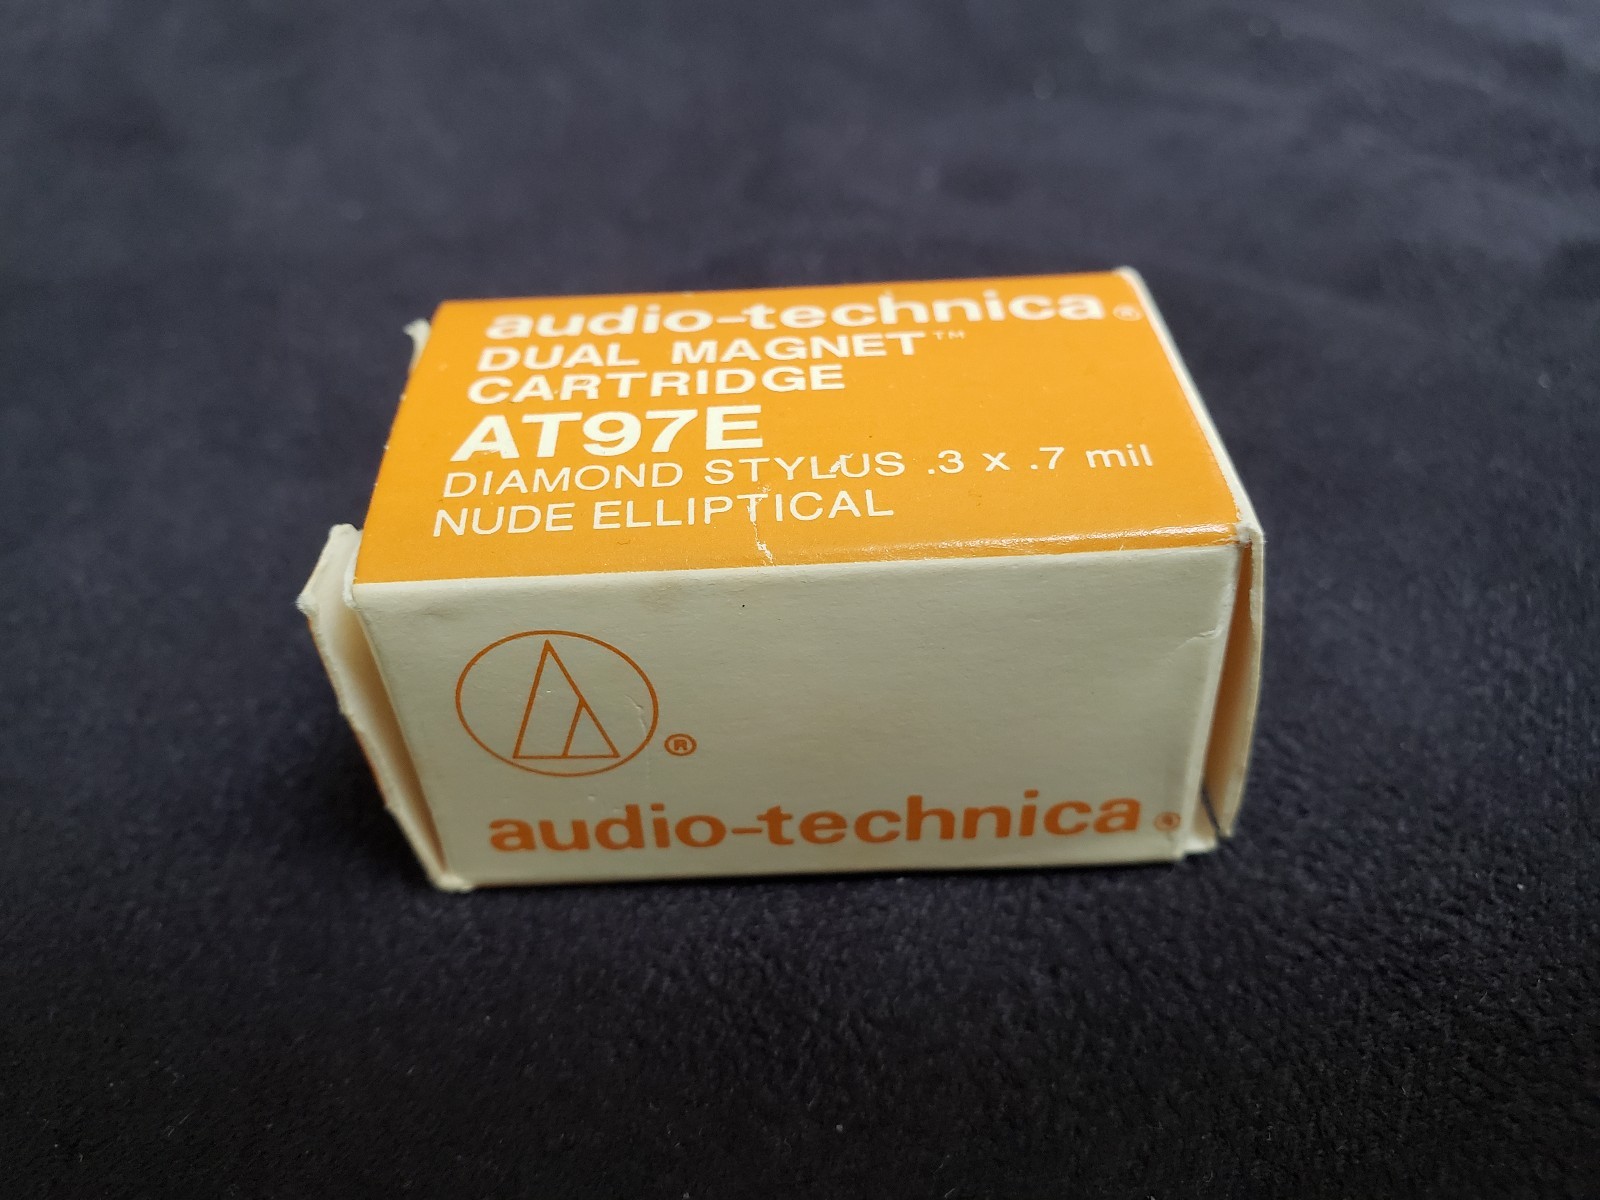 audio-technica®
DUAL MAGNET™
CARTRIDGE
AT97E
DIAMOND STYLUS .3 x .7 mil
NUDE ELLIPTICAL
®
audio-technica®